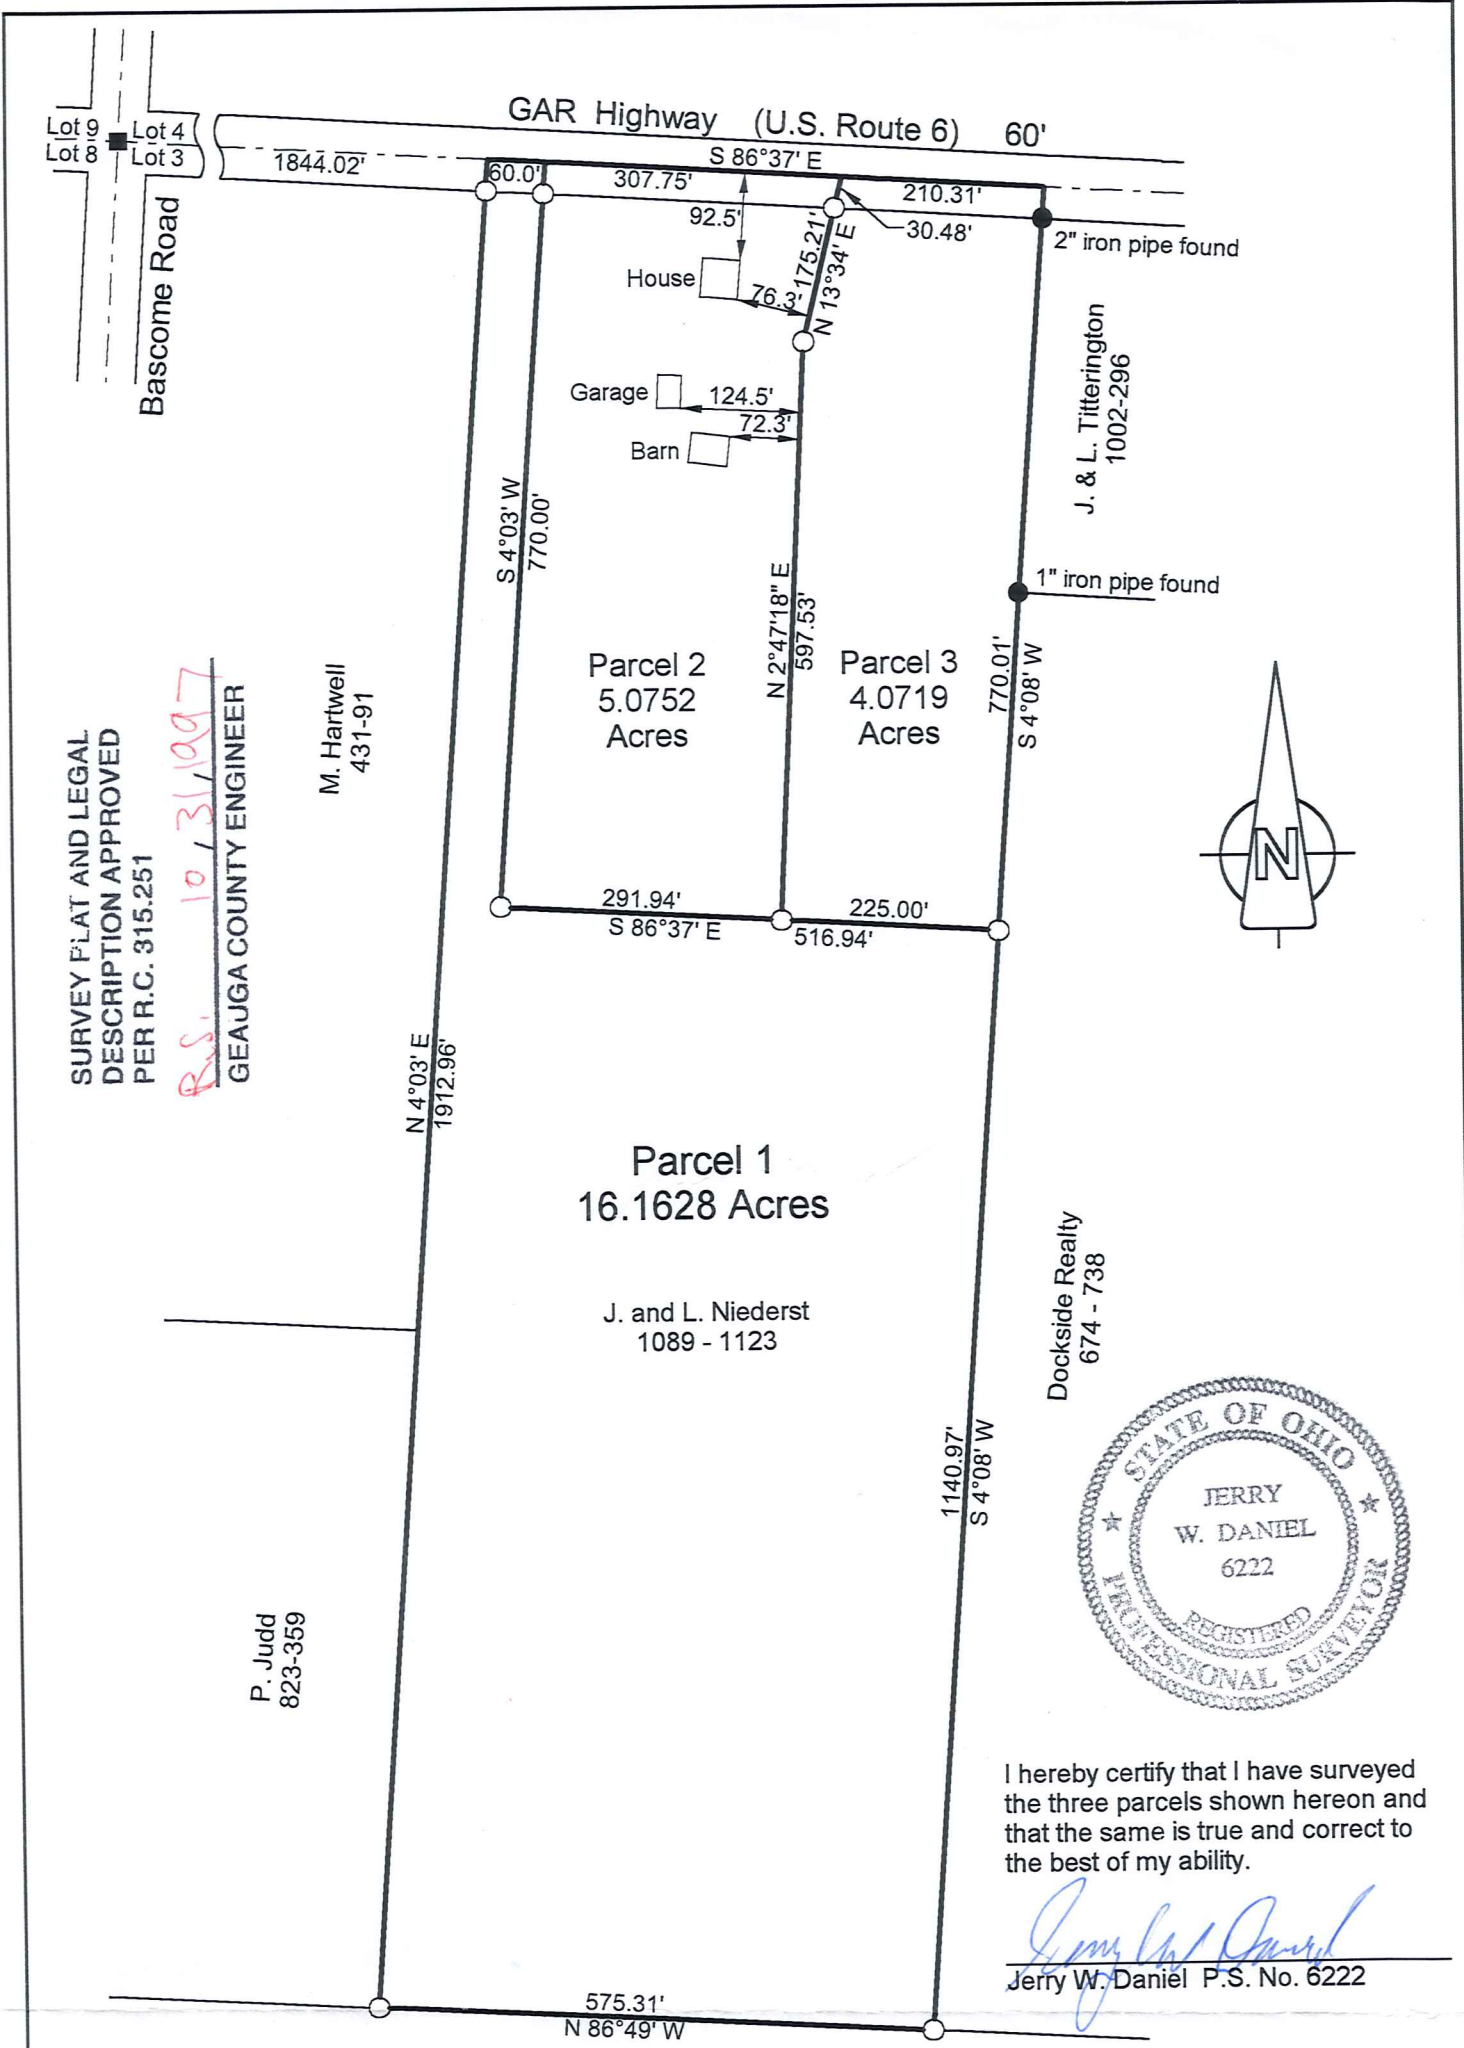 GAR Highway (U.S. Route 6) 60'
Lot 9
Lot 4
Lot 8
Lot 3
1844.02'
S 86°37' E
60.0'
307.75'
210.31'
92.5'
30.48'
2" iron pipe found
Bascome Road
House
175.21'
N 13°34' E
76.3'
J. & L. Titterington
1002-296
Garage
124.5'
72.3'
Barn
S 4°03' W
770.00'
1" iron pipe found
N 2°47'18" E
597.53'
Parcel 2
5.0752
Acres
Parcel 3
4.0719
Acres
770.01'
S 4°08' W
M. Hartwell
431-91
SURVEY PLAT AND LEGAL
DESCRIPTION APPROVED
PER R.C. 315.251
R.S. 10,31,1997
GEAUGA COUNTY ENGINEER
N
291.94'
S 86°37' E
225.00'
516.94'
N 4°03' E
1912.96'
Parcel 1
16.1628 Acres
J. and L. Niederst
1089 - 1123
Dockside Realty
674 - 738
1140.97'
S 4°08' W
STATE OF OHIO
JERRY
W. DANIEL
6222
REGISTERED
PROFESSIONAL SURVEYOR
P. Judd
823-359
I hereby certify that I have surveyed
the three parcels shown hereon and
that the same is true and correct to
the best of my ability.
Jerry W Daniel
Jerry W. Daniel P.S. No. 6222
575.31'
N 86°49' W